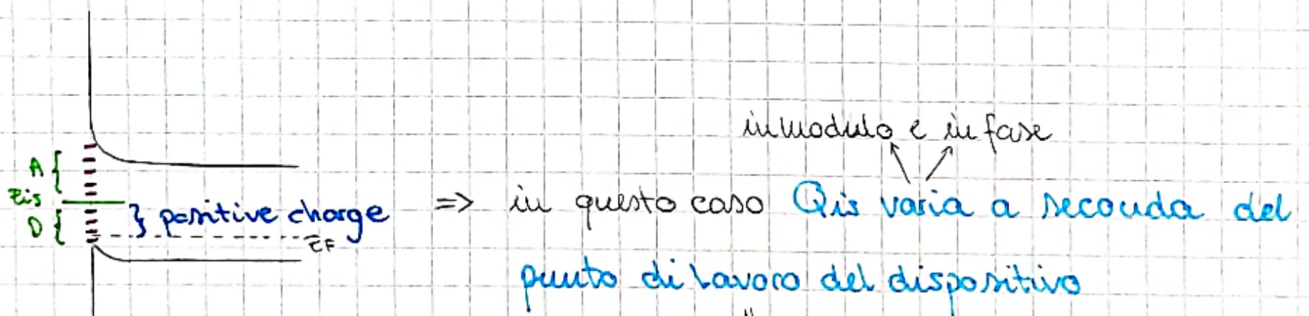 in modulo e in fase
A {
Eis
D {
} positive charge
EF
=> in questo caso Qis varia a seconda del
punto di lavoro del dispositivo